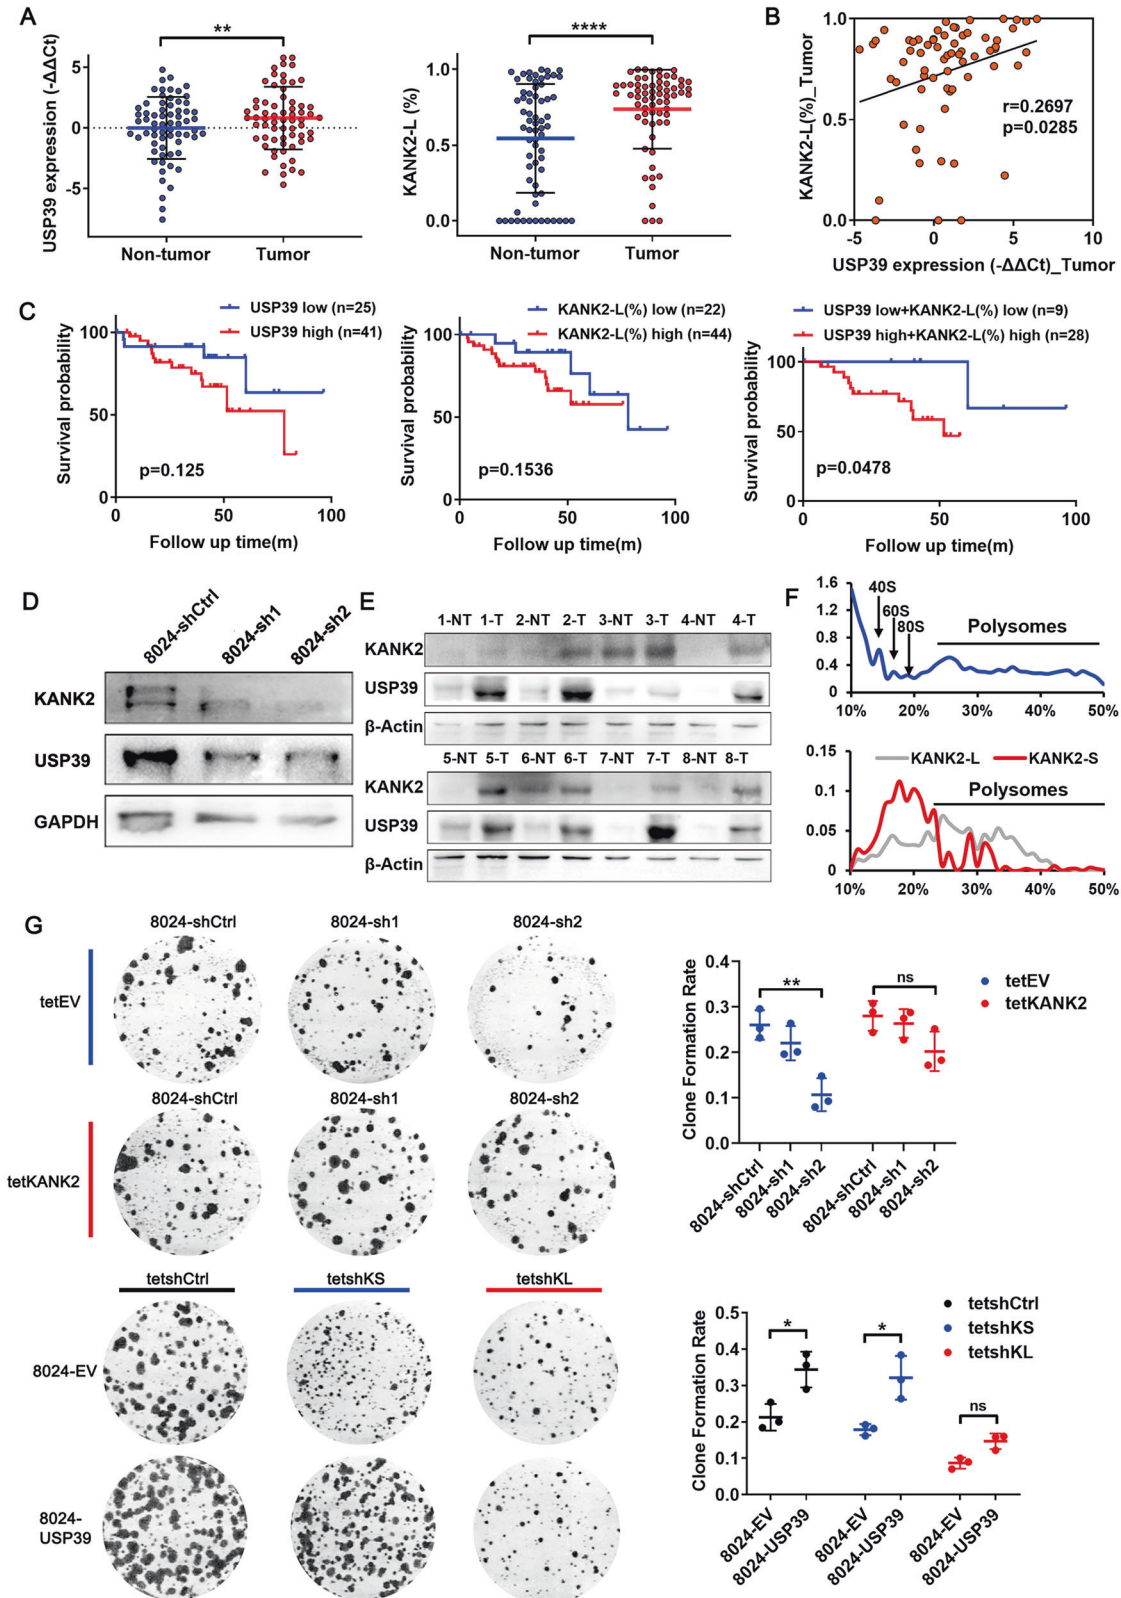 A
**
USP39 expression (-ΔΔCt)
5
0
-5
Non-tumor
Tumor
****
KANK2-L (%)
1.0
0.5
0.0
Non-tumor
Tumor
B
KANK2-L(%)_Tumor
1.0
0.5
0.0
r=0.2697
p=0.0285
-5
0
5
10
USP39 expression (-ΔΔCt)_Tumor
C
USP39 low (n=25)
USP39 high (n=41)
Survival probability
100
50
0
p=0.125
0
50
100
Follow up time(m)
KANK2-L(%) low (n=22)
KANK2-L(%) high (n=44)
Survival probability
100
50
0
p=0.1536
0
50
100
Follow up time(m)
USP39 low+KANK2-L(%) low (n=9)
USP39 high+KANK2-L(%) high (n=28)
Survival probability
100
50
0
p=0.0478
0
50
100
Follow up time(m)
D
8024-shCtrl
8024-sh1
8024-sh2
KANK2
USP39
GAPDH
E
1-NT 1-T 2-NT 2-T 3-NT 3-T 4-NT 4-T
KANK2
USP39
β-Actin
5-NT 5-T 6-NT 6-T 7-NT 7-T 8-NT 8-T
KANK2
USP39
β-Actin
F
1.6
1.2
0.8
0.4
0
40S
60S
80S
Polysomes
10% 20% 30% 40% 50%
0.15
0.1
0.05
0
KANK2-L
KANK2-S
Polysomes
10% 20% 30% 40% 50%
G
8024-shCtrl
8024-sh1
8024-sh2
tetEV
8024-shCtrl
8024-sh1
8024-sh2
tetKANK2
Clone Formation Rate
0.4
0.3
0.2
0.1
0.0
**
ns
tetEV
tetKANK2
8024-shCtrl
8024-sh1
8024-sh2
8024-shCtrl
8024-sh1
8024-sh2
tetshCtrl
tetshKS
tetshKL
8024-EV
8024-
USP39
Clone Formation Rate
0.5
0.4
0.3
0.2
0.1
0.0
*
*
ns
tetshCtrl
tetshKS
tetshKL
8024-EV
8024-USP39
8024-EV
8024-USP39
8024-EV
8024-USP39